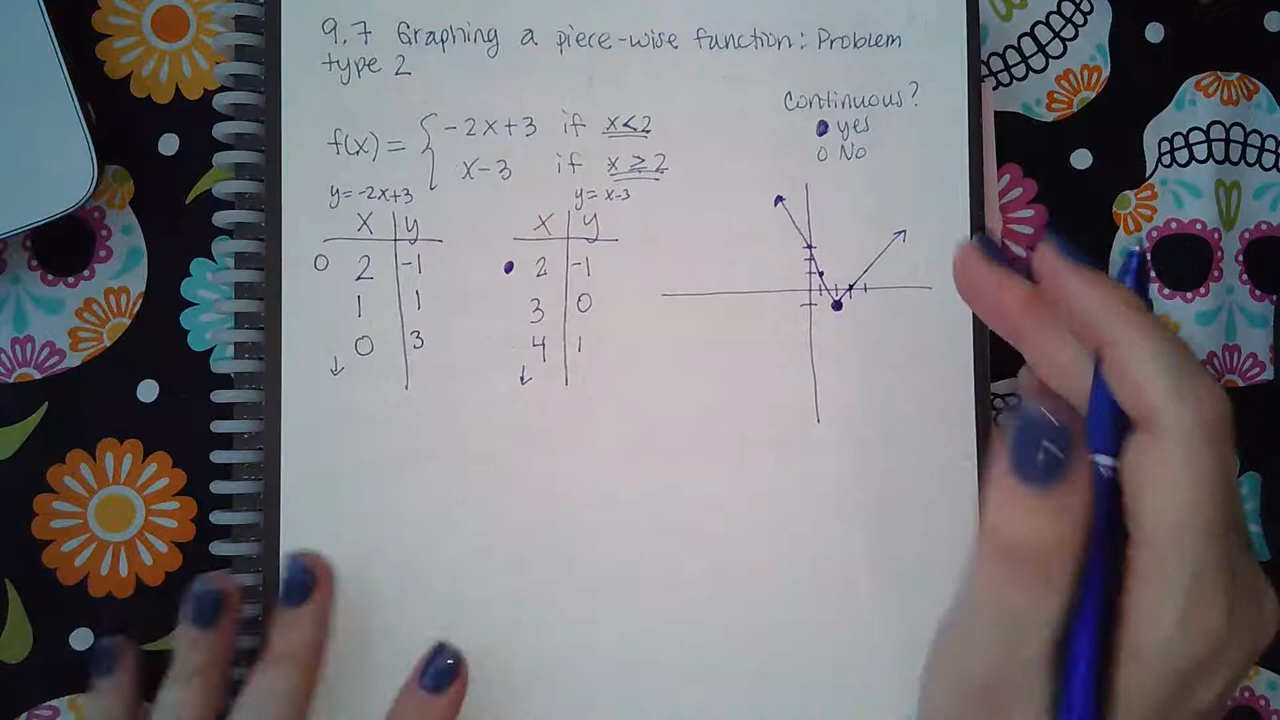 9.7 Graphing a piece-wise function: Problem
type 2
Continuous?
yes
No
f(x) = { -2x+3 if x<2
x-3 if x≥2
y=-2x+3
x y
0 2 -1
1 1
0 3
↓
y=x-3
x y
• 2 -1
3 0
4 1
↓